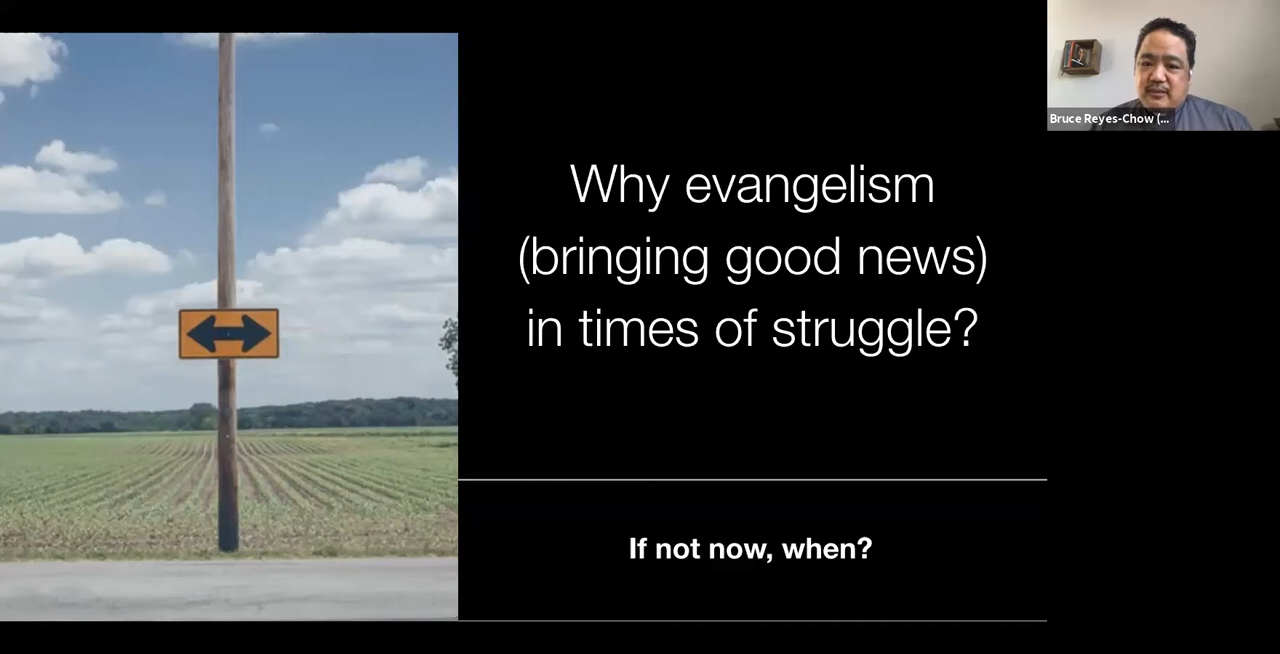 Why evangelism
(bringing good news)
in times of struggle?
If not now, when?
Bruce Reyes-Chow (...